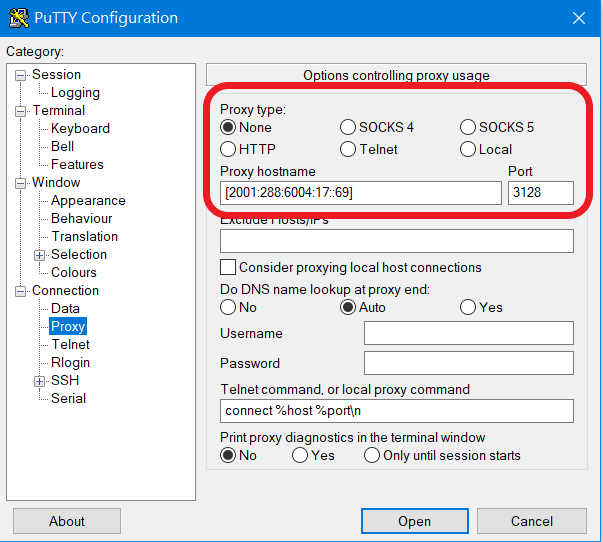 PuTTY Configuration
Category:
Session
Logging
Terminal
Keyboard
Bell
Features
Window
Appearance
Behaviour
Translation
Selection
Colours
Connection
Data
Proxy
Telnet
Rlogin
SSH
Serial
Options controlling proxy usage
Proxy type:
None SOCKS 4 SOCKS 5
HTTP Telnet Local
Proxy hostname Port
[2001:288:6004:17::69] 3128
Exclude Hosts/IPs
Consider proxying local host connections
Do DNS name lookup at proxy end:
No Auto Yes
Username
Password
Telnet command, or local proxy command
connect %host %port\n
Print proxy diagnostics in the terminal window
No Yes Only until session starts
About Open Cancel